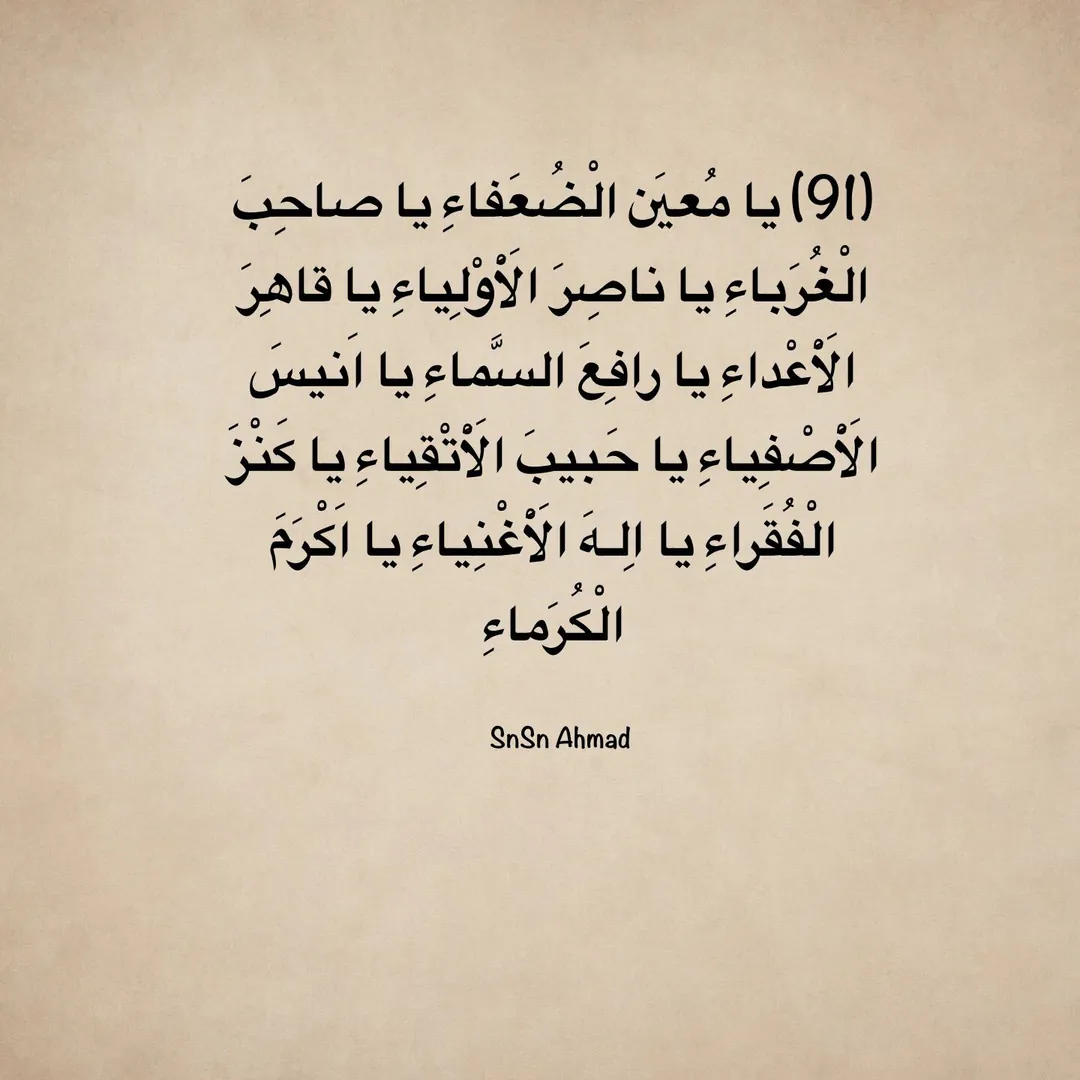 (91) يا مُعيَن الْضُعَفاءِ يا صاحِبَ
الْغُرَباءِ يا ناصِرَ الَأْوْلِياءِ يا قاهِرَ
الَأْعْداءِ يا رافِعَ السَّماءِ يا اَنيسَ
الَأْصْفِياءِ يا حَبيبَ الَأْتْقِياءِ يا كَنْزَ
الْفُقَراءِ يا اِلـهَ الَأْغْنِياءِ يا اَكْرَمَ
الْكُرَماءِ
SnSn Ahmad